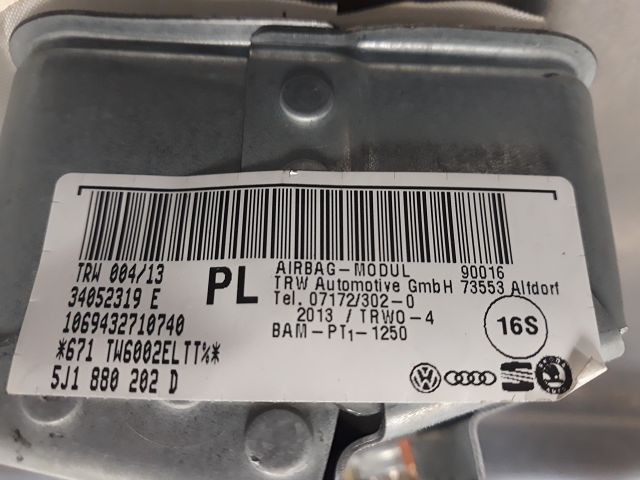 TRW 004/13
34052319 E
1069432710740
*671 TW6002ELTT%*
5J1 880 202 D
PL
AIRBAG-MODUL 90016
TRW Automotive GmbH 73553 Alfdorf
Tel. 07172/302-0
2013 / TRWO-4
BAM-PT1-1250
16S